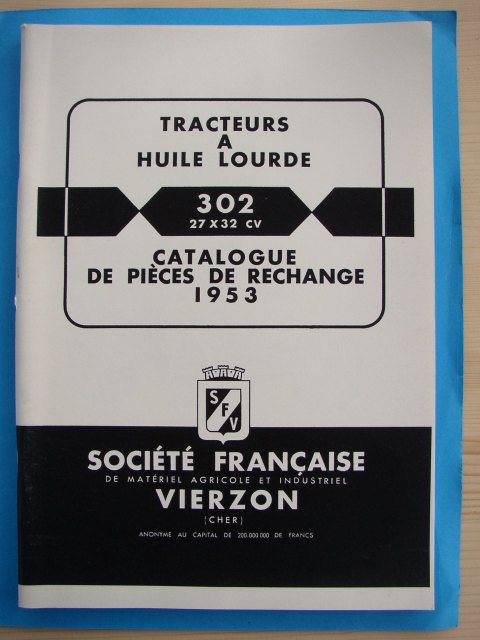 TRACTEURS
A
HUILE LOURDE
302
27 X 32 CV
CATALOGUE
DE PIÈCES DE RECHANGE
1953
S
F
V
SOCIÉTÉ FRANÇAISE
DE MATÉRIEL AGRICOLE ET INDUSTRIEL
VIERZON
(CHER)
ANONYME AU CAPITAL DE 200.000.000 DE FRANCS